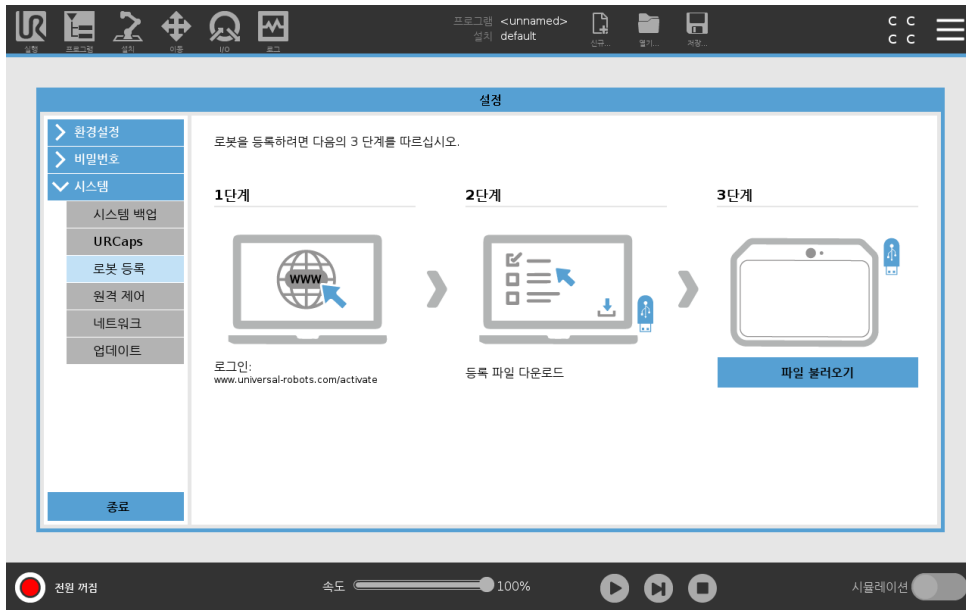 UR
실행
프로그램
설치
이동
I/O
로그
프로그램 <unnamed>
설치 default
신규...
열기...
저장...
C C
C C
설정
환경설정
비밀번호
시스템
시스템 백업
URCaps
로봇 등록
원격 제어
네트워크
업데이트
종료
로봇을 등록하려면 다음의 3 단계를 따르십시오.
1단계
2단계
3단계
www
로그인:
www.universal-robots.com/activate
등록 파일 다운로드
파일 불러오기
전원 꺼짐
속도
100%
시뮬레이션